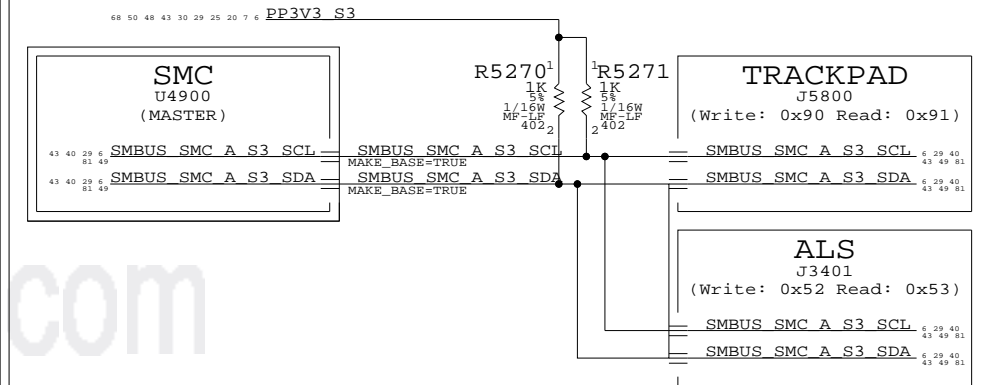 68 50 48 43 30 29 25 20 7 6 PP3V3_S3
SMC
U4900
(MASTER)
43 40 29 6 SMBUS_SMC_A_S3_SCL
81 49
43 40 29 6 SMBUS_SMC_A_S3_SDA
81 49
SMBUS_SMC_A_S3_SCL
MAKE_BASE=TRUE
SMBUS_SMC_A_S3_SDA
MAKE_BASE=TRUE
R5270 1
1K
5%
1/16W
MF-LF
402 2
1 R5271
1K
5%
1/16W
MF-LF
2 402
TRACKPAD
J5800
(Write: 0x90 Read: 0x91)
SMBUS_SMC_A_S3_SCL 6 29 40
43 49 81
SMBUS_SMC_A_S3_SDA 6 29 40
43 49 81
ALS
J3401
(Write: 0x52 Read: 0x53)
SMBUS_SMC_A_S3_SCL 6 29 40
43 49 81
SMBUS_SMC_A_S3_SDA 6 29 40
43 49 81
com